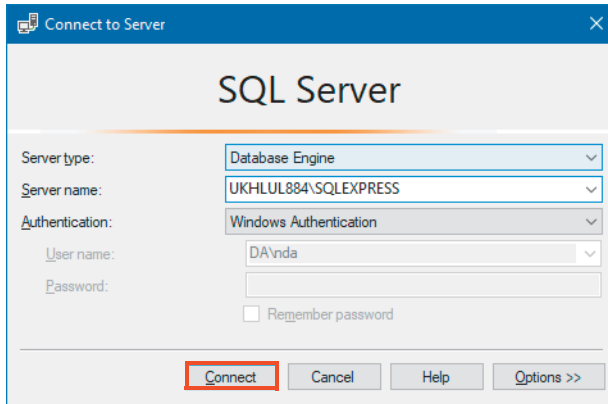 Connect to Server
SQL Server
Server type: Database Engine
Server name: UKHLUL884\SQLEXPRESS
Authentication: Windows Authentication
User name: DA\nda
Password:
Remember password
Connect Cancel Help Options >>